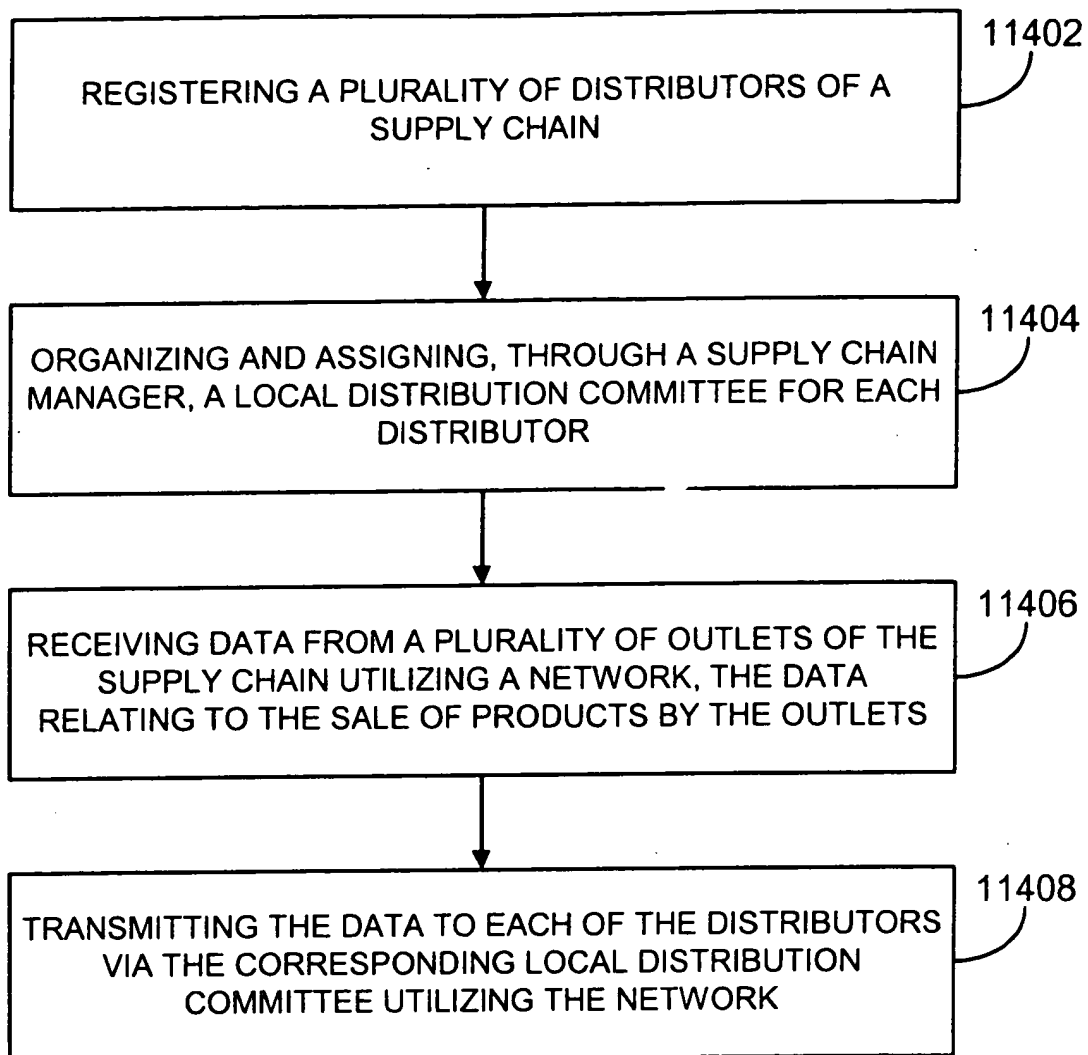 11402
REGISTERING A PLURALITY OF DISTRIBUTORS OF A
SUPPLY CHAIN
11404
ORGANIZING AND ASSIGNING, THROUGH A SUPPLY CHAIN
MANAGER, A LOCAL DISTRIBUTION COMMITTEE FOR EACH
DISTRIBUTOR
11406
RECEIVING DATA FROM A PLURALITY OF OUTLETS OF THE
SUPPLY CHAIN UTILIZING A NETWORK, THE DATA
RELATING TO THE SALE OF PRODUCTS BY THE OUTLETS
11408
TRANSMITTING THE DATA TO EACH OF THE DISTRIBUTORS
VIA THE CORRESPONDING LOCAL DISTRIBUTION
COMMITTEE UTILIZING THE NETWORK